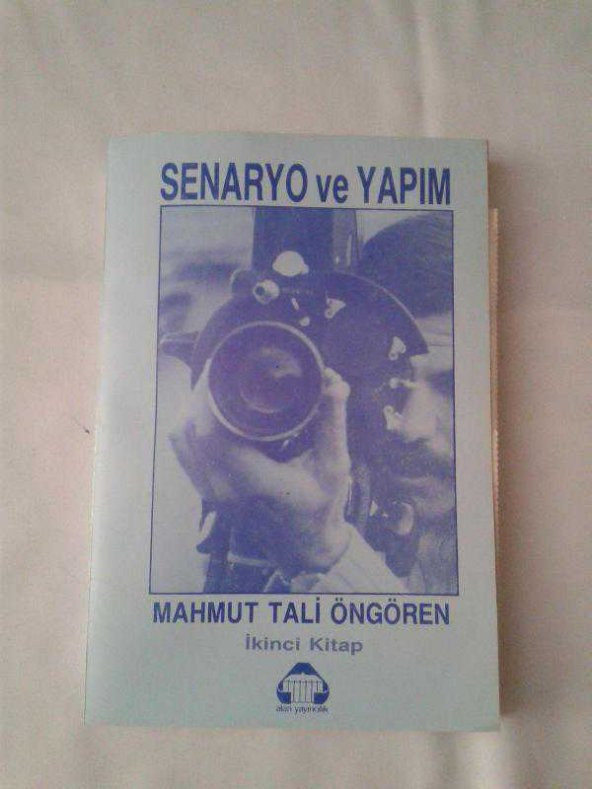 SENARYO ve YAPIM
MAHMUT TALİ ÖNGÖREN
İkinci Kitap
alan yayıncılık